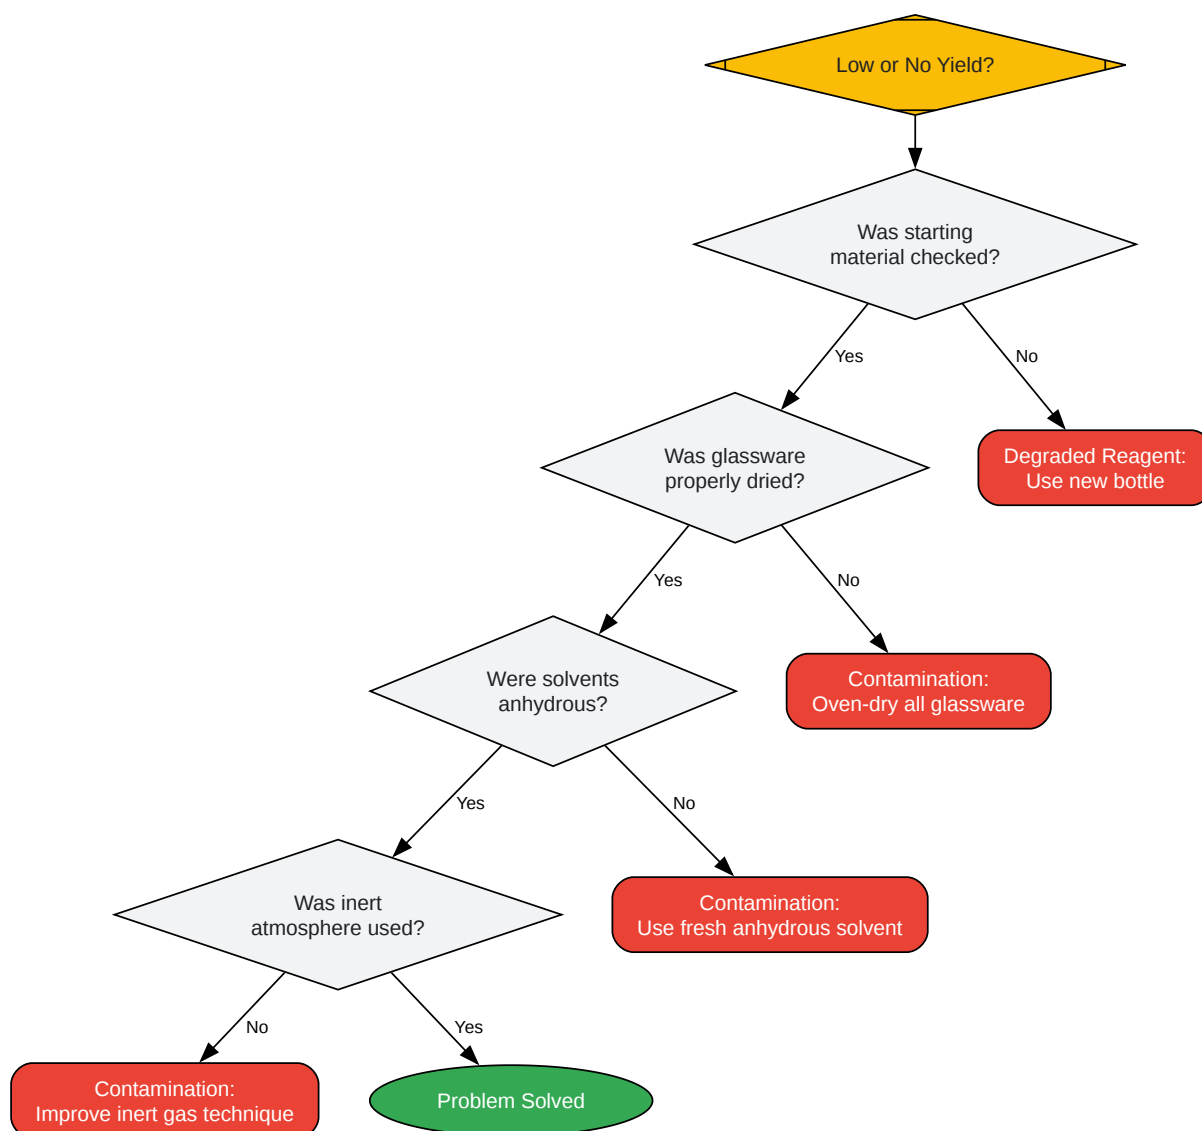 Low or No Yield?
Was starting
material checked?
Yes
No
Was glassware
properly dried?
Degraded Reagent:
Use new bottle
Yes
No
Were solvents
anhydrous?
Contamination:
Oven-dry all glassware
Yes
No
Was inert
atmosphere used?
Contamination:
Use fresh anhydrous solvent
No
Yes
Contamination:
Improve inert gas technique
Problem Solved